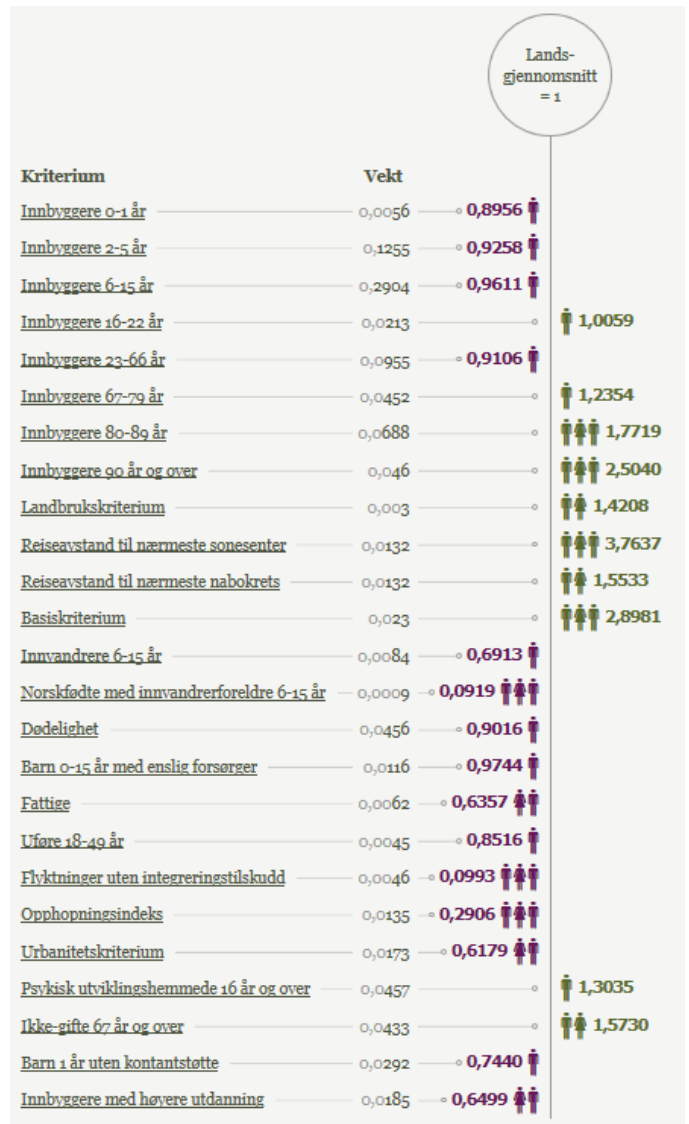 Lands-
gjennomsnitt
= 1
Kriterium Vekt
Innbyggere 0-1 år 0,0056 0,8956
Innbyggere 2-5 år 0,1255 0,9258
Innbyggere 6-15 år 0,2904 0,9611
Innbyggere 16-22 år 0,0213 1,0059
Innbyggere 23-66 år 0,0955 0,9106
Innbyggere 67-79 år 0,0452 1,2354
Innbyggere 80-89 år 0,0688 1,7719
Innbyggere 90 år og over 0,046 2,5040
Landbrukskriterium 0,003 1,4208
Reiseavstand til nærmeste sonesenter 0,0132 3,7637
Reiseavstand til nærmeste nabokrets 0,0132 1,5533
Basiskriterium 0,023 2,8981
Innvandrere 6-15 år 0,0084 0,6913
Norskfødte med innvandrerforeldre 6-15 år 0,0009 0,0919
Dødelighet 0,0456 0,9016
Barn 0-15 år med enslig forsørger 0,0116 0,9744
Fattige 0,0062 0,6357
Uføre 18-49 år 0,0045 0,8516
Flyktninger uten integreringstilskudd 0,0046 0,0993
Opphopningsindeks 0,0135 0,2906
Urbanitetskriterium 0,0173 0,6179
Psykisk utviklingshemmede 16 år og over 0,0457 1,3035
Ikke-gifte 67 år og over 0,0433 1,5730
Barn 1 år uten kontantstøtte 0,0292 0,7440
Innbyggere med høyere utdanning 0,0185 0,6499